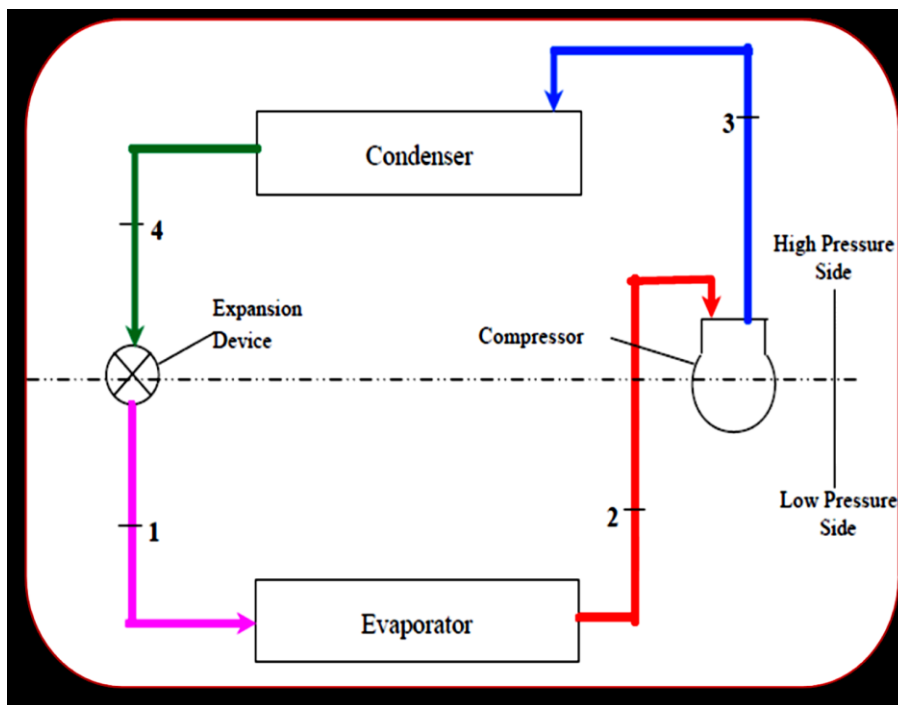 Condenser
3
4
High Pressure
Side
Expansion
Device
Compressor
1
2
Low Pressure
Side
Evaporator